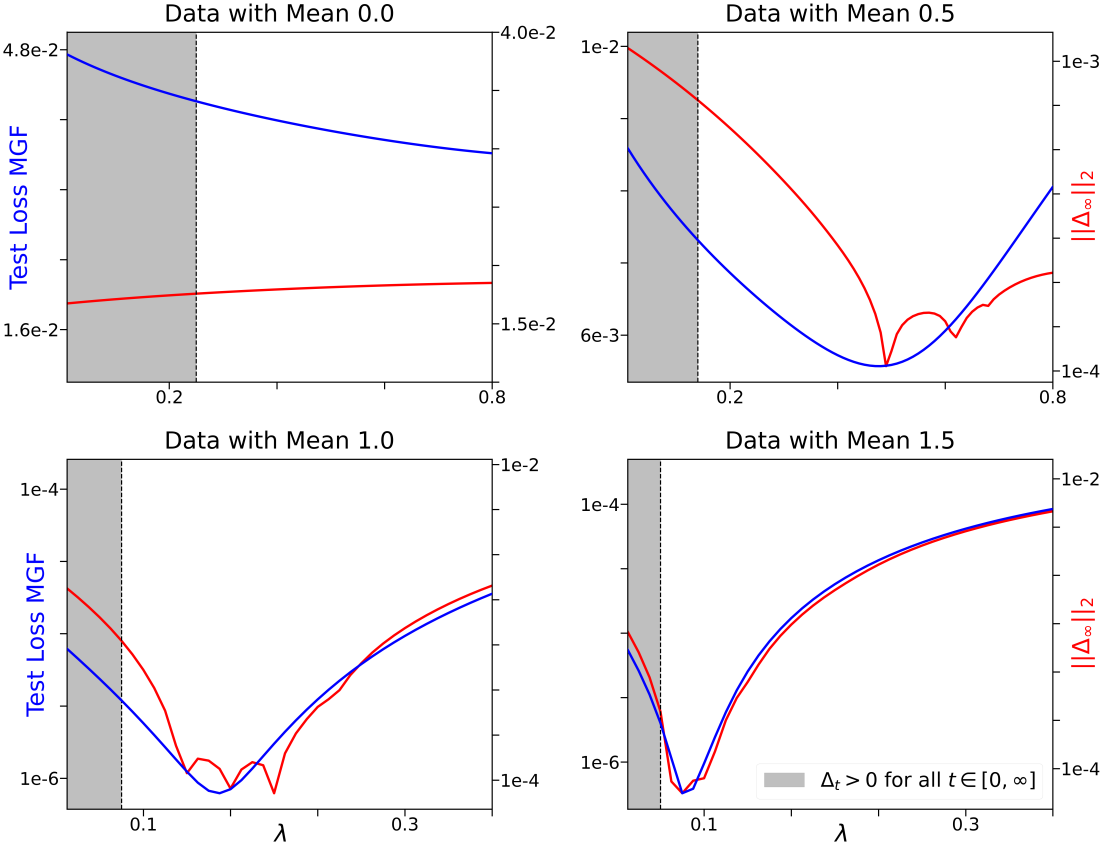 Data with Mean 0.0
4.8e-2
1.6e-2
4.0e-2
1.5e-2
0.2
0.8
Test Loss MGF
Data with Mean 0.5
1e-2
6e-3
1e-3
1e-4
0.2
0.8
||Δ∞||2
Data with Mean 1.0
1e-4
1e-6
1e-2
1e-4
0.1
0.3
λ
Test Loss MGF
Data with Mean 1.5
1e-4
1e-6
1e-2
1e-4
0.1
0.3
λ
||Δ∞||2
Δt > 0 for all t ∈ [0, ∞]